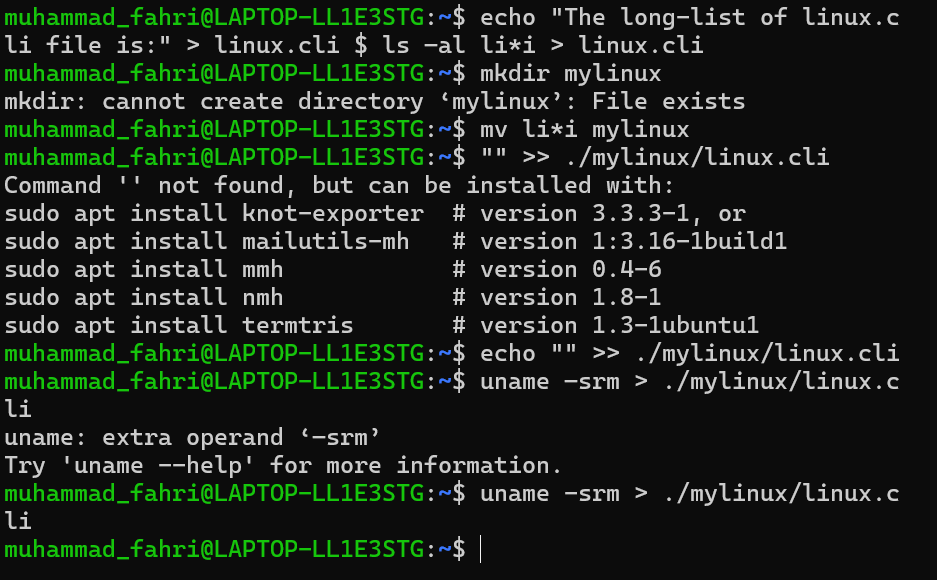 muhammad_fahri@LAPTOP-LL1E3STG:~$ echo "The long-list of linux.c
li file is:" > linux.cli $ ls -al li*i > linux.cli
muhammad_fahri@LAPTOP-LL1E3STG:~$ mkdir mylinux
mkdir: cannot create directory ‘mylinux’: File exists
muhammad_fahri@LAPTOP-LL1E3STG:~$ mv li*i mylinux
muhammad_fahri@LAPTOP-LL1E3STG:~$ "" >> ./mylinux/linux.cli
Command '' not found, but can be installed with:
sudo apt install knot-exporter  # version 3.3.3-1, or
sudo apt install mailutils-mh   # version 1:3.16-1build1
sudo apt install mmh            # version 0.4-6
sudo apt install nmh            # version 1.8-1
sudo apt install termtris       # version 1.3-1ubuntu1
muhammad_fahri@LAPTOP-LL1E3STG:~$ echo "" >> ./mylinux/linux.cli
muhammad_fahri@LAPTOP-LL1E3STG:~$ uname –srm > ./mylinux/linux.c
li
uname: extra operand ‘–srm’
Try 'uname --help' for more information.
muhammad_fahri@LAPTOP-LL1E3STG:~$ uname -srm > ./mylinux/linux.c
li
muhammad_fahri@LAPTOP-LL1E3STG:~$